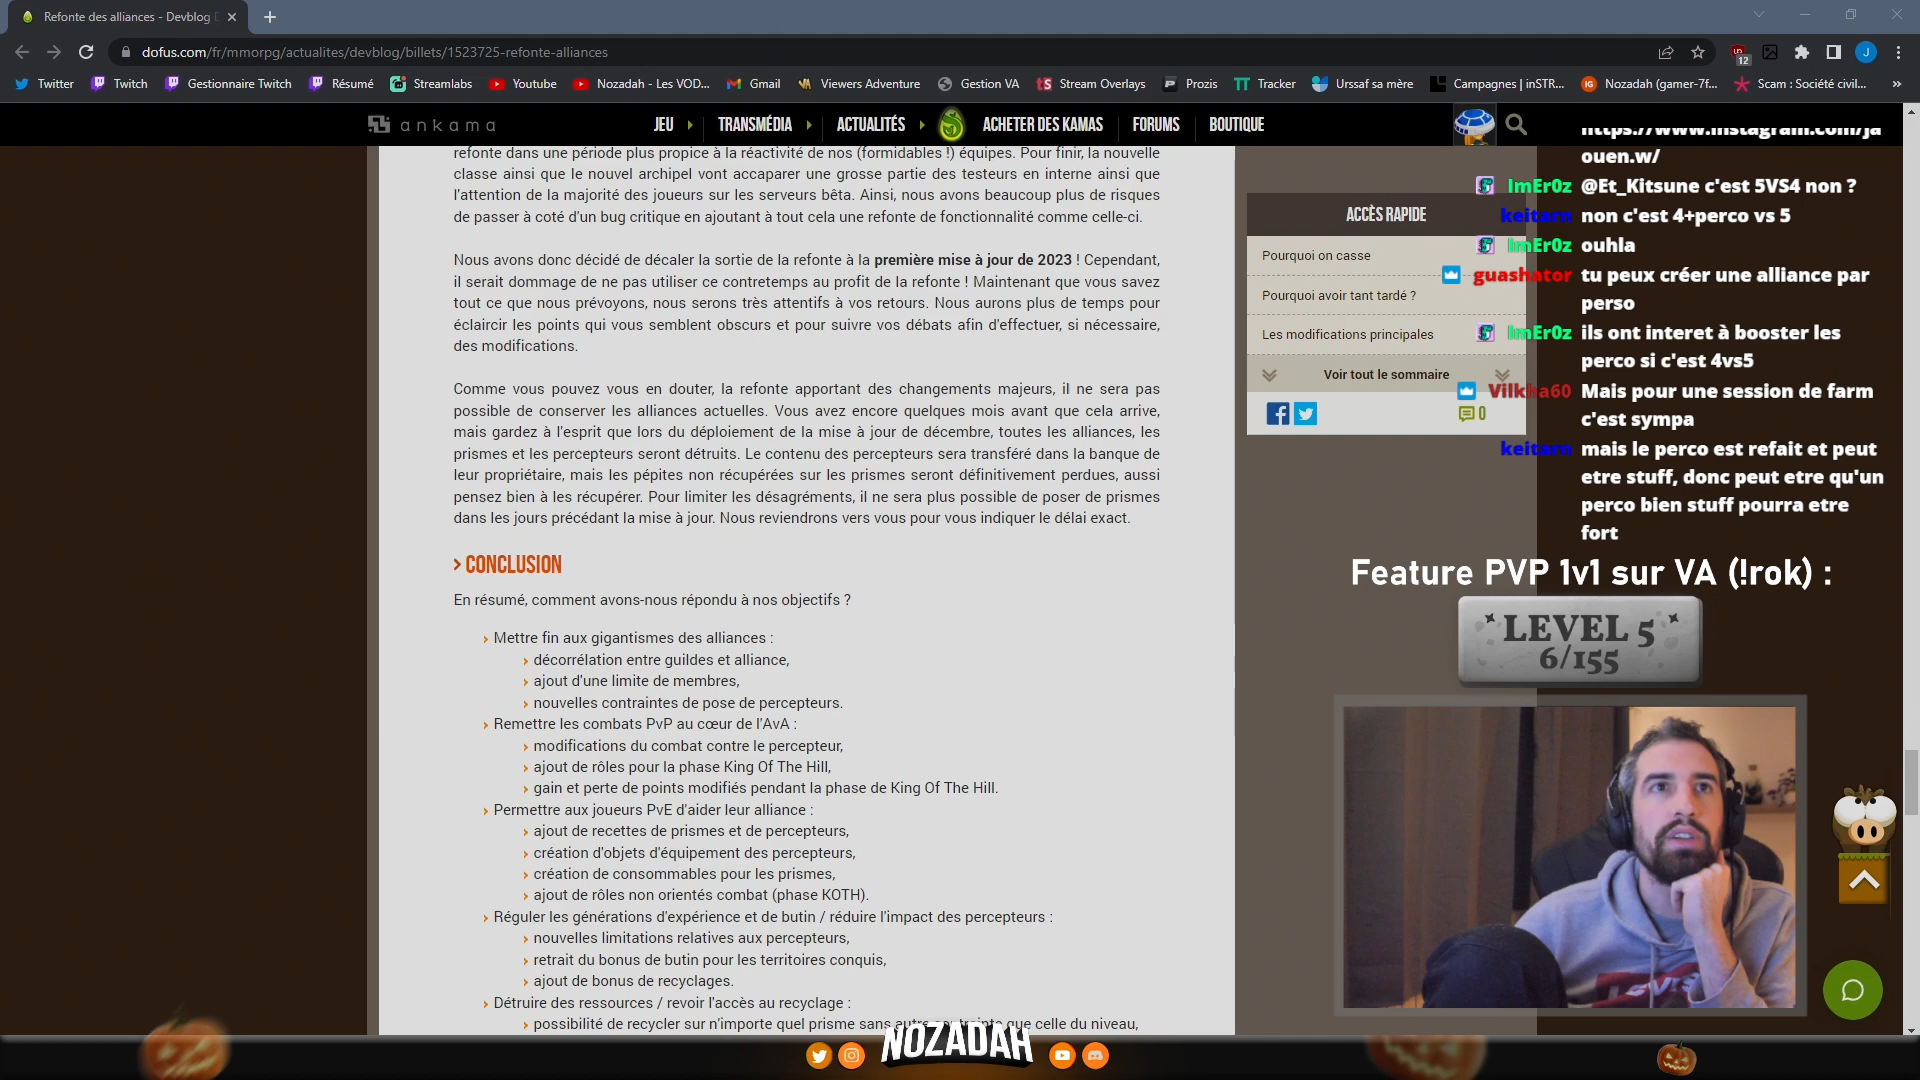 Refonte des alliances - Devblog
dofus.com/fr/mmorpg/actualites/devblog/billets/1523725-refonte-alliances
12
J
Twitter
Twitch
Gestionnaire Twitch
Résumé
Streamlabs
Youtube
Nozadah - Les VOD...
Gmail
Viewers Adventure
Gestion VA
Stream Overlays
Prozis
Tracker
Urssaf sa mère
Campagnes | inSTR...
Nozadah (gamer-7f...
Scam : Société civil...
»
ankama
JEU
TRANSMÉDIA
ACTUALITÉS
ACHETER DES KAMAS
FORUMS
BOUTIQUE
refonte dans une période plus propice à la réactivité de nos (formidables !) équipes. Pour finir, la nouvelle
classe ainsi que le nouvel archipel vont accaparer une grosse partie des testeurs en interne ainsi que
l'attention de la majorité des joueurs sur les serveurs bêta. Ainsi, nous avons beaucoup plus de risques
de passer à coté d'un bug critique en ajoutant à tout cela une refonte de fonctionnalité comme celle-ci.
Nous avons donc décidé de décaler la sortie de la refonte à la première mise à jour de 2023 ! Cependant,
il serait dommage de ne pas utiliser ce contretemps au profit de la refonte ! Maintenant que vous savez
tout ce que nous prévoyons, nous serons très attentifs à vos retours. Nous aurons plus de temps pour
éclaircir les points qui vous semblent obscurs et pour suivre vos débats afin d'effectuer, si nécessaire,
des modifications.
Comme vous pouvez vous en douter, la refonte apportant des changements majeurs, il ne sera pas
possible de conserver les alliances actuelles. Vous avez encore quelques mois avant que cela arrive,
mais gardez à l'esprit que lors du déploiement de la mise à jour de décembre, toutes les alliances, les
prismes et les percepteurs seront détruits. Le contenu des percepteurs sera transféré dans la banque de
leur propriétaire, mais les pépites non récupérées sur les prismes seront définitivement perdues, aussi
pensez bien à les récupérer. Pour limiter les désagréments, il ne sera plus possible de poser de prismes
dans les jours précédant la mise à jour. Nous reviendrons vers vous pour vous indiquer le délai exact.
CONCLUSION
En résumé, comment avons-nous répondu à nos objectifs ?
Mettre fin aux gigantismes des alliances :
décorrélation entre guildes et alliance,
ajout d'une limite de membres,
nouvelles contraintes de pose de percepteurs.
Remettre les combats PvP au cœur de l'AvA :
modifications du combat contre le percepteur,
ajout de rôles pour la phase King Of The Hill,
gain et perte de points modifiés pendant la phase de King Of The Hill.
Permettre aux joueurs PvE d'aider leur alliance :
ajout de recettes de prismes et de percepteurs,
création d'objets d'équipement des percepteurs,
création de consommables pour les prismes,
ajout de rôles non orientés combat (phase KOTH).
Réguler les générations d'expérience et de butin / réduire l'impact des percepteurs :
nouvelles limitations relatives aux percepteurs,
retrait du bonus de butin pour les territoires conquis,
ajout de bonus de recyclages.
Détruire des ressources / revoir l'accès au recyclage :
possibilité de recycler sur n'importe quel prisme sans autre contrainte que celle du niveau,
ACCÈS RAPIDE
Pourquoi on casse
Pourquoi avoir tant tardé ?
Les modifications principales
Voir tout le sommaire
0
https://www.instagram.com/ja
ouen.w/
ImEr0z @Et_Kitsune c'est 5VS4 non ?
keitarn non c'est 4+perco vs 5
ImEr0z ouhla
guashator tu peux créer une alliance par
perso
ImEr0z ils ont interet à booster les
perco si c'est 4vs5
Vilkha60 Mais pour une session de farm
c'est sympa
keitarn mais le perco est refait et peut
etre stuff, donc peut etre qu'un
perco bien stuff pourra etre
fort
Feature PVP 1v1 sur VA (!rok) :
LEVEL 5
6/155
NOZADAH